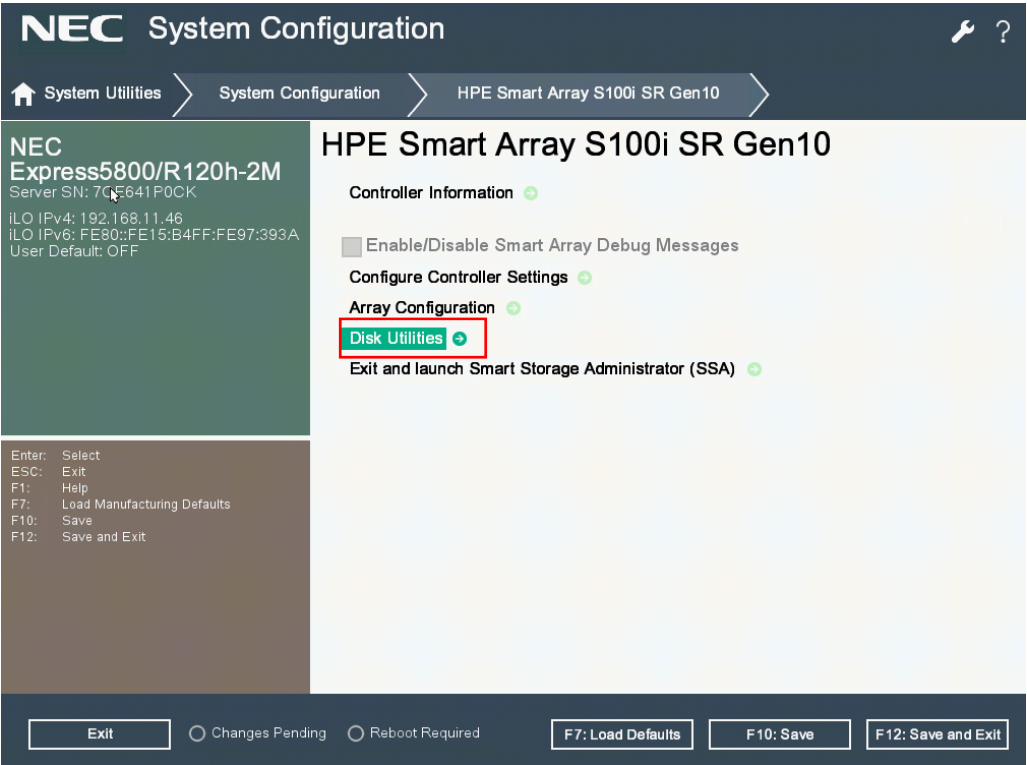 NEC System Configuration
?
System Utilities System Configuration HPE Smart Array S100i SR Gen10
NEC
Express5800/R120h-2M
iLO IPv4: 192.168.11.46
iLO IPv6: FE80::FE15:B4FF:FE97:393A
User Default: OFF
Enter: Select
ESC: Exit
F1: Help
F7: Load Manufacturing Defaults
F10: Save
F12: Save and Exit
HPE Smart Array S100i SR Gen10
Controller Information
Enable/Disable Smart Array Debug Messages
Configure Controller Settings
Array Configuration
Disk Utilities
Exit and launch Smart Storage Administrator (SSA)
Exit
Changes Pending
Reboot Required
F7: Load Defaults
F10: Save
F12: Save and Exit
Server SN: